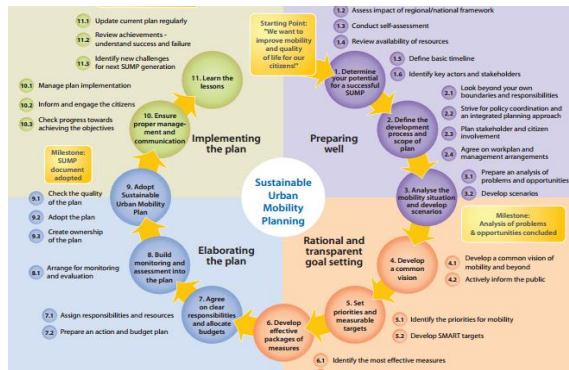 1.2 Assess impact of regional/national framework
1.3 Conduct self-assessment
1.4 Review availability of resources
Starting Point:
"We want to
improve mobility
and quality
of life for our
citizens!"
1. Determine
your potential
for a successful
SUMP
1.5 Define basic timeline
1.6 Identify key actors and stakeholders
2. Define the
development
process and
scope of
plan
2.1 Look beyond your own
boundaries and responsibilities
2.2 Strive for policy coordination and
an integrated planning approach
2.3 Plan stakeholder and citizen
involvement
2.4 Agree on workplan and
management arrangements
Preparing
well
3. Analyse the
mobility situation
and develop
scenarios
3.1 Prepare an analysis of
problems and opportunities
3.2 Develop scenarios
Milestone:
Analysis of problems
& opportunities concluded
Rational and
transparent
goal setting
4. Develop
a common
vision
4.1 Develop a common vision of
mobility and beyond
4.2 Actively inform the public
5. Set
priorities and
measurable
targets
5.1 Identify the priorities for mobility
5.2 Develop SMART targets
6. Develop
effective
packages of
measures
6.1 Identify the most effective measures
Elaborating
the plan
7. Agree
on clear
responsibilities
and allocate
budgets
7.1 Assign responsibilities and resources
7.2 Prepare an action and budget plan
8. Build
monitoring and
assessment into
the plan
8.1 Arrange for monitoring
and evaluation
9. Adopt
Sustainable
Urban Mobility
Plan
9.1 Check the quality
of the plan
9.2 Adopt the plan
9.3 Create ownership
of the plan
Milestone:
SUMP
document
adopted
Implementing
the plan
10. Ensure
proper manage-
ment and
communication
10.1 Manage plan implementation
10.2 Inform and engage the citizens
10.3 Check progress towards
achieving the objectives
11. Learn the
lessons
11.1 Update current plan regularly
11.2 Review achievements -
understand success and failure
11.3 Identify new challenges
for next SUMP generation
Sustainable
Urban
Mobility
Planning